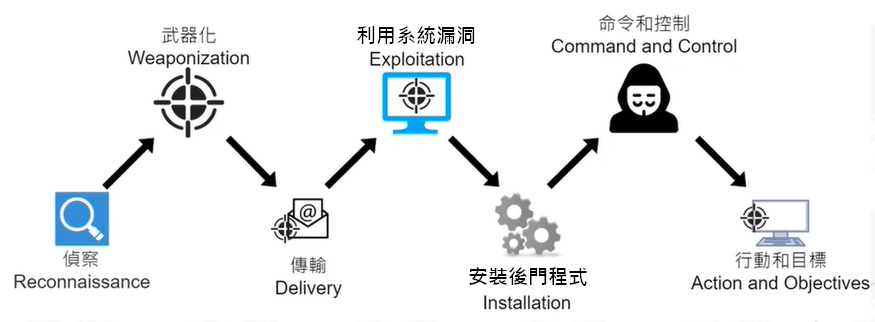 偵察
Reconnaissance
武器化
Weaponization
@
傳輸
Delivery
利用系統漏洞
Exploitation
安裝後門程式
Installation
命令和控制
Command and Control
行動和目標
Action and Objectives